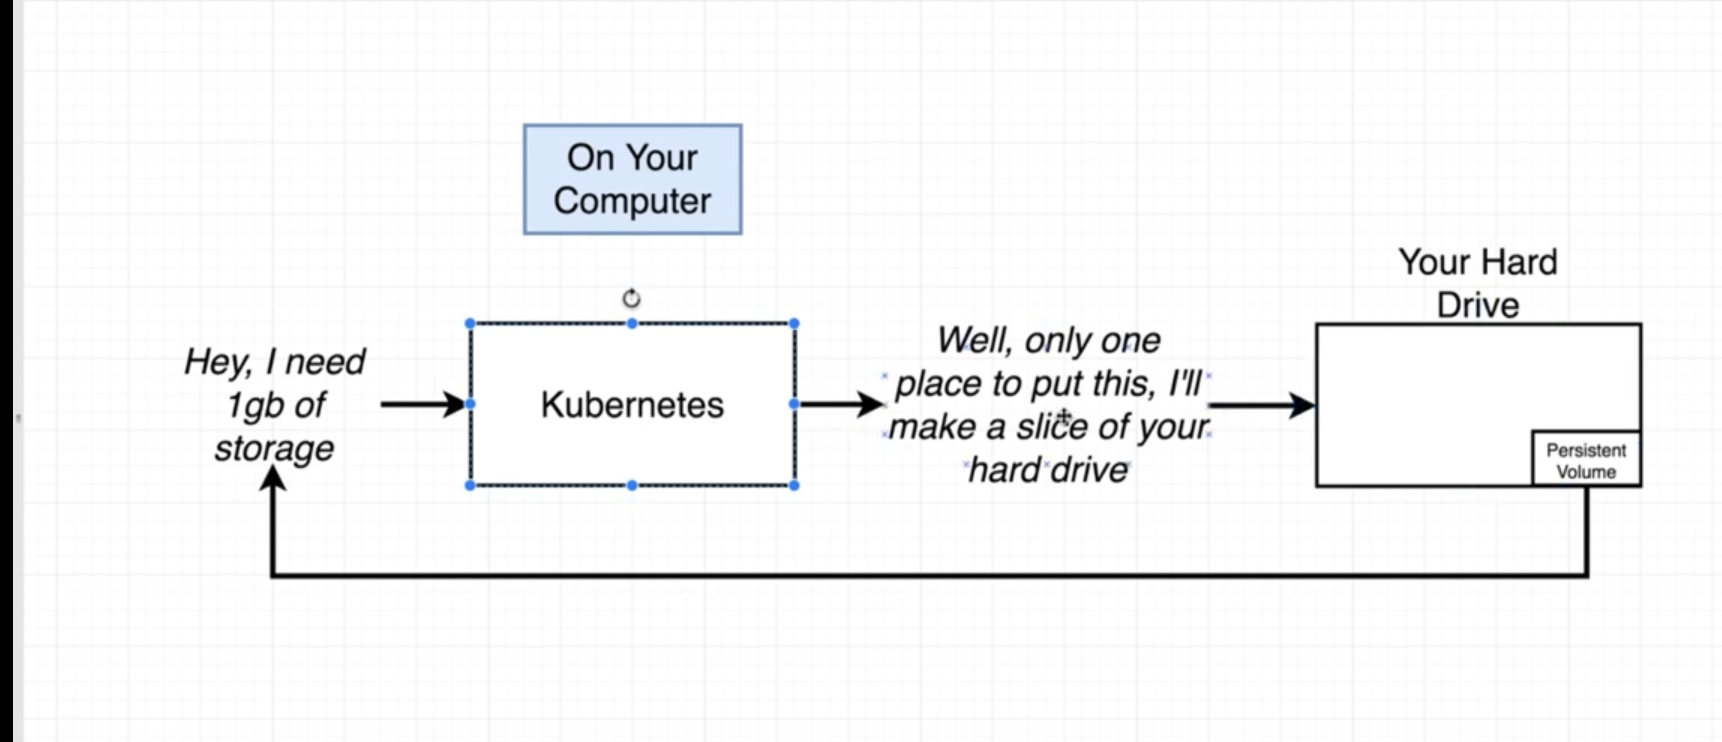 On Your
Computer
Your Hard
Drive
Hey, I need
1gb of
storage
Kubernetes
Well, only one
place to put this, I'll
make a slice of your
hard drive
Persistent
Volume